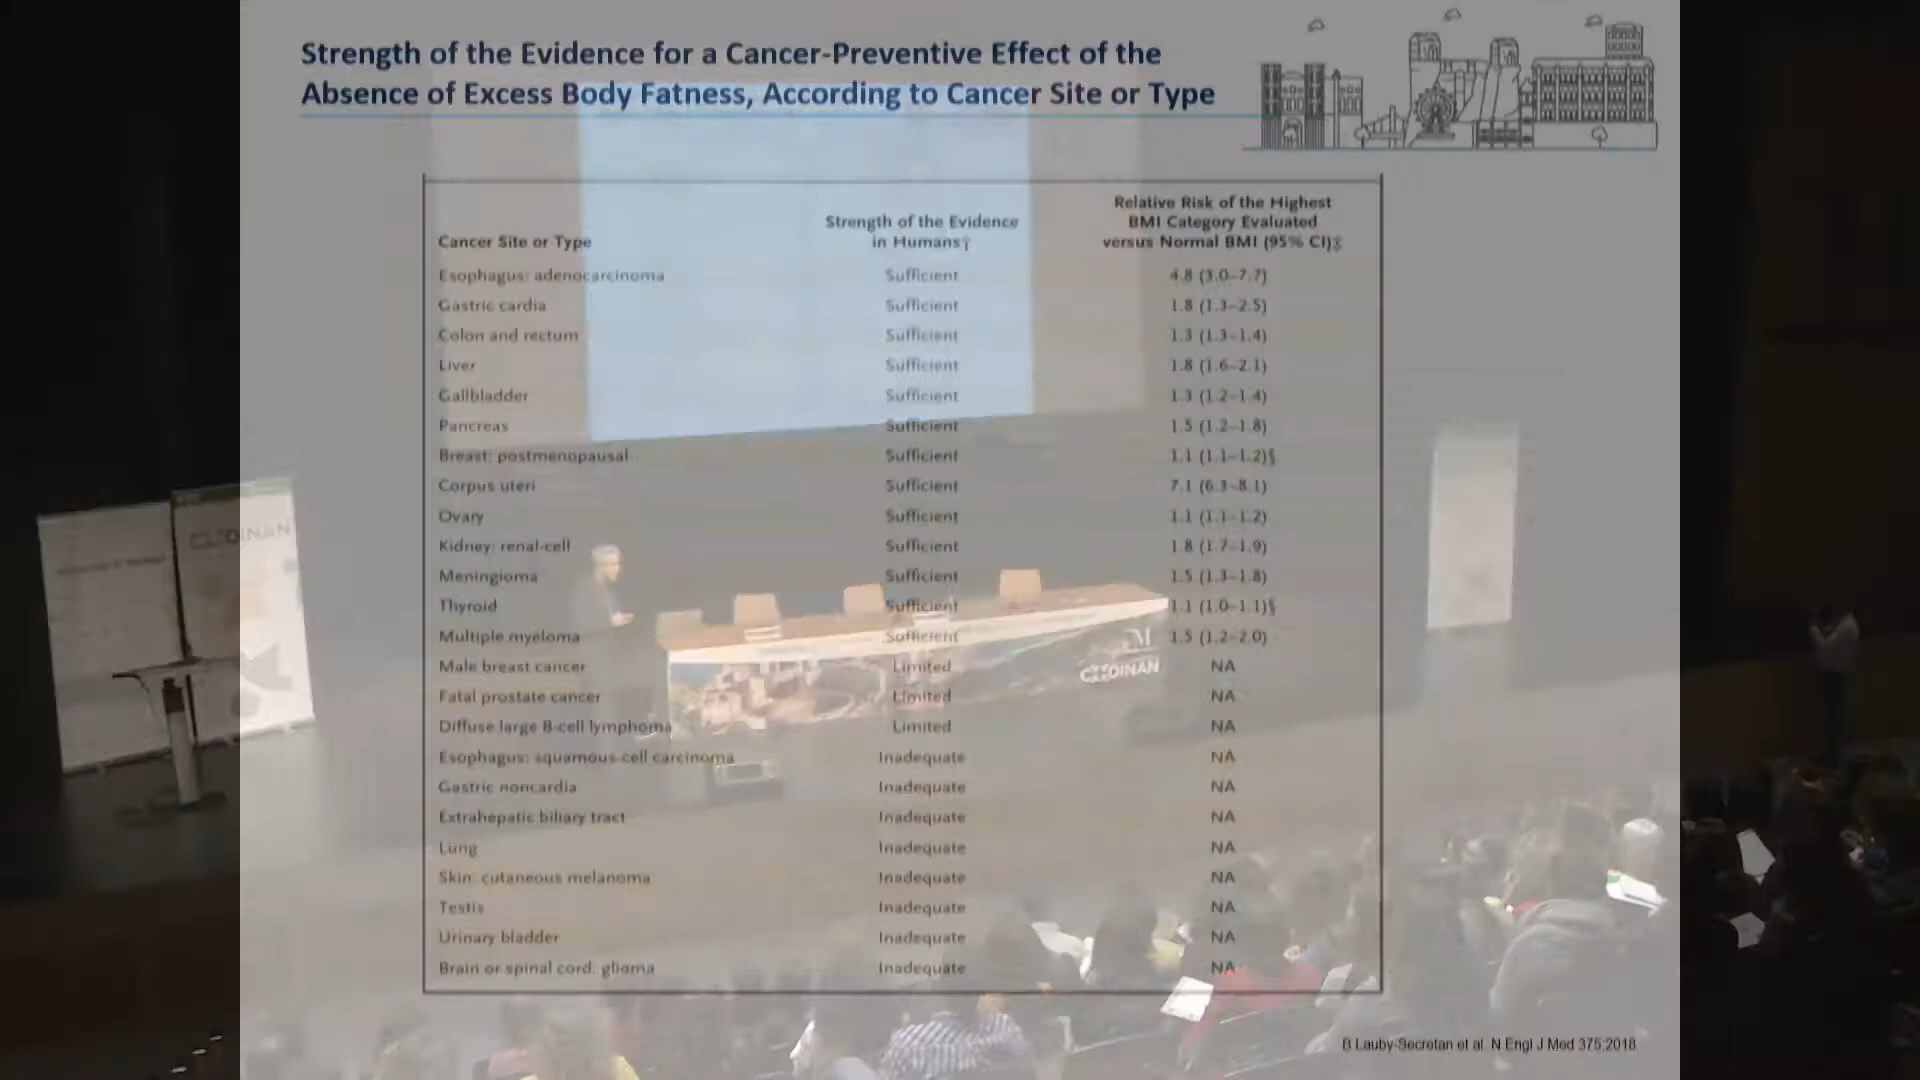 Strength of the Evidence for a Cancer-Preventive Effect of the
Absence of Excess Body Fatness, According to Cancer Site or Type
Cancer Site or Type
Strength of the Evidence
in Humans†
Relative Risk of the Highest
BMI Category Evaluated
versus Normal BMI (95% CI)‡
Esophagus: adenocarcinoma Sufficient 4.8 (3.0–7.7)
Gastric cardia Sufficient 1.8 (1.3–2.5)
Colon and rectum Sufficient 1.3 (1.3–1.4)
Liver Sufficient 1.8 (1.6–2.1)
Gallbladder Sufficient 1.3 (1.2–1.4)
Pancreas Sufficient 1.5 (1.2–1.8)
Breast: postmenopausal Sufficient 1.1 (1.1–1.2)§
Corpus uteri Sufficient 7.1 (6.3–8.1)
Ovary Sufficient 1.1 (1.1–1.2)
Kidney: renal-cell Sufficient 1.8 (1.7–1.9)
Meningioma Sufficient 1.5 (1.3–1.8)
Thyroid Sufficient 1.1 (1.0–1.1)§
Multiple myeloma Sufficient 1.5 (1.2–2.0)
Male breast cancer Limited NA
Fatal prostate cancer Limited NA
Diffuse large B-cell lymphoma Limited NA
Esophagus: squamous-cell carcinoma Inadequate NA
Gastric noncardia Inadequate NA
Extrahepatic biliary tract Inadequate NA
Lung Inadequate NA
Skin: cutaneous melanoma Inadequate NA
Testis Inadequate NA
Urinary bladder Inadequate NA
Brain or spinal cord: glioma Inadequate NA
B Lauby-Secretan et al. N Engl J Med 375;2016